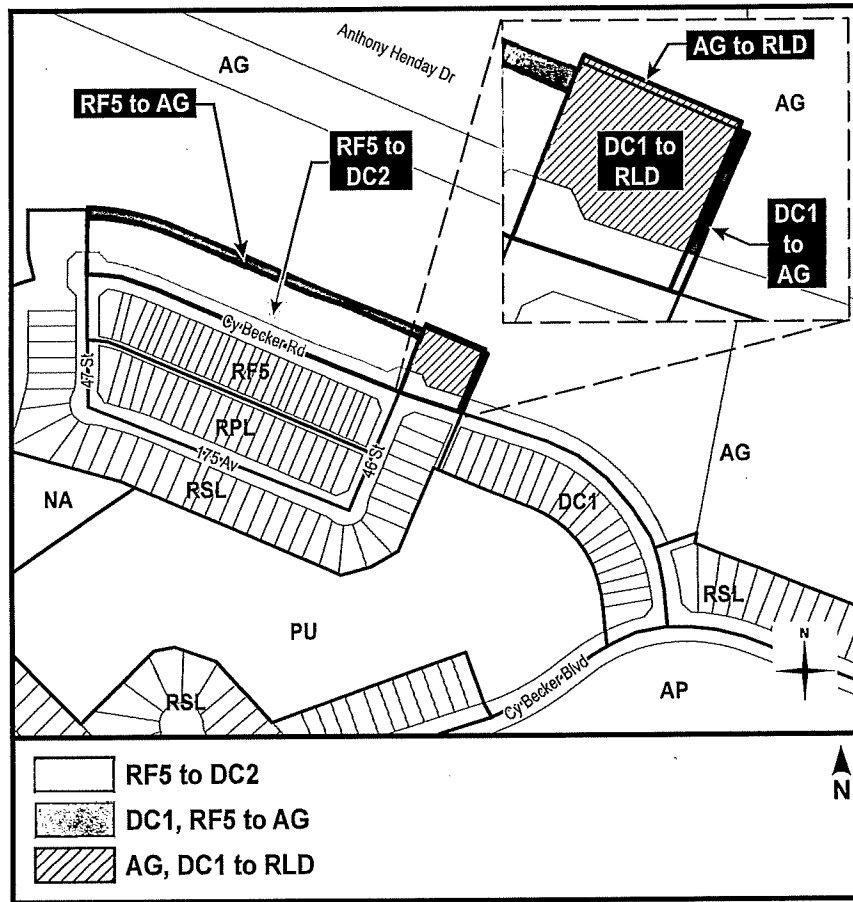 Anthony Henday Dr
AG
AG to RLD
AG
RF5 to AG
RF5 to
DC2
DC1 to
RLD
DC1
to
AG
Cy Becker Rd
47 St
RF5
RPL
46 St
175 Av
RSL
AG
NA
DC1
RSL
PU
N
RSL
Cy Becker Blvd
AP
RF5 to DC2
DC1, RF5 to AG
AG, DC1 to RLD
N